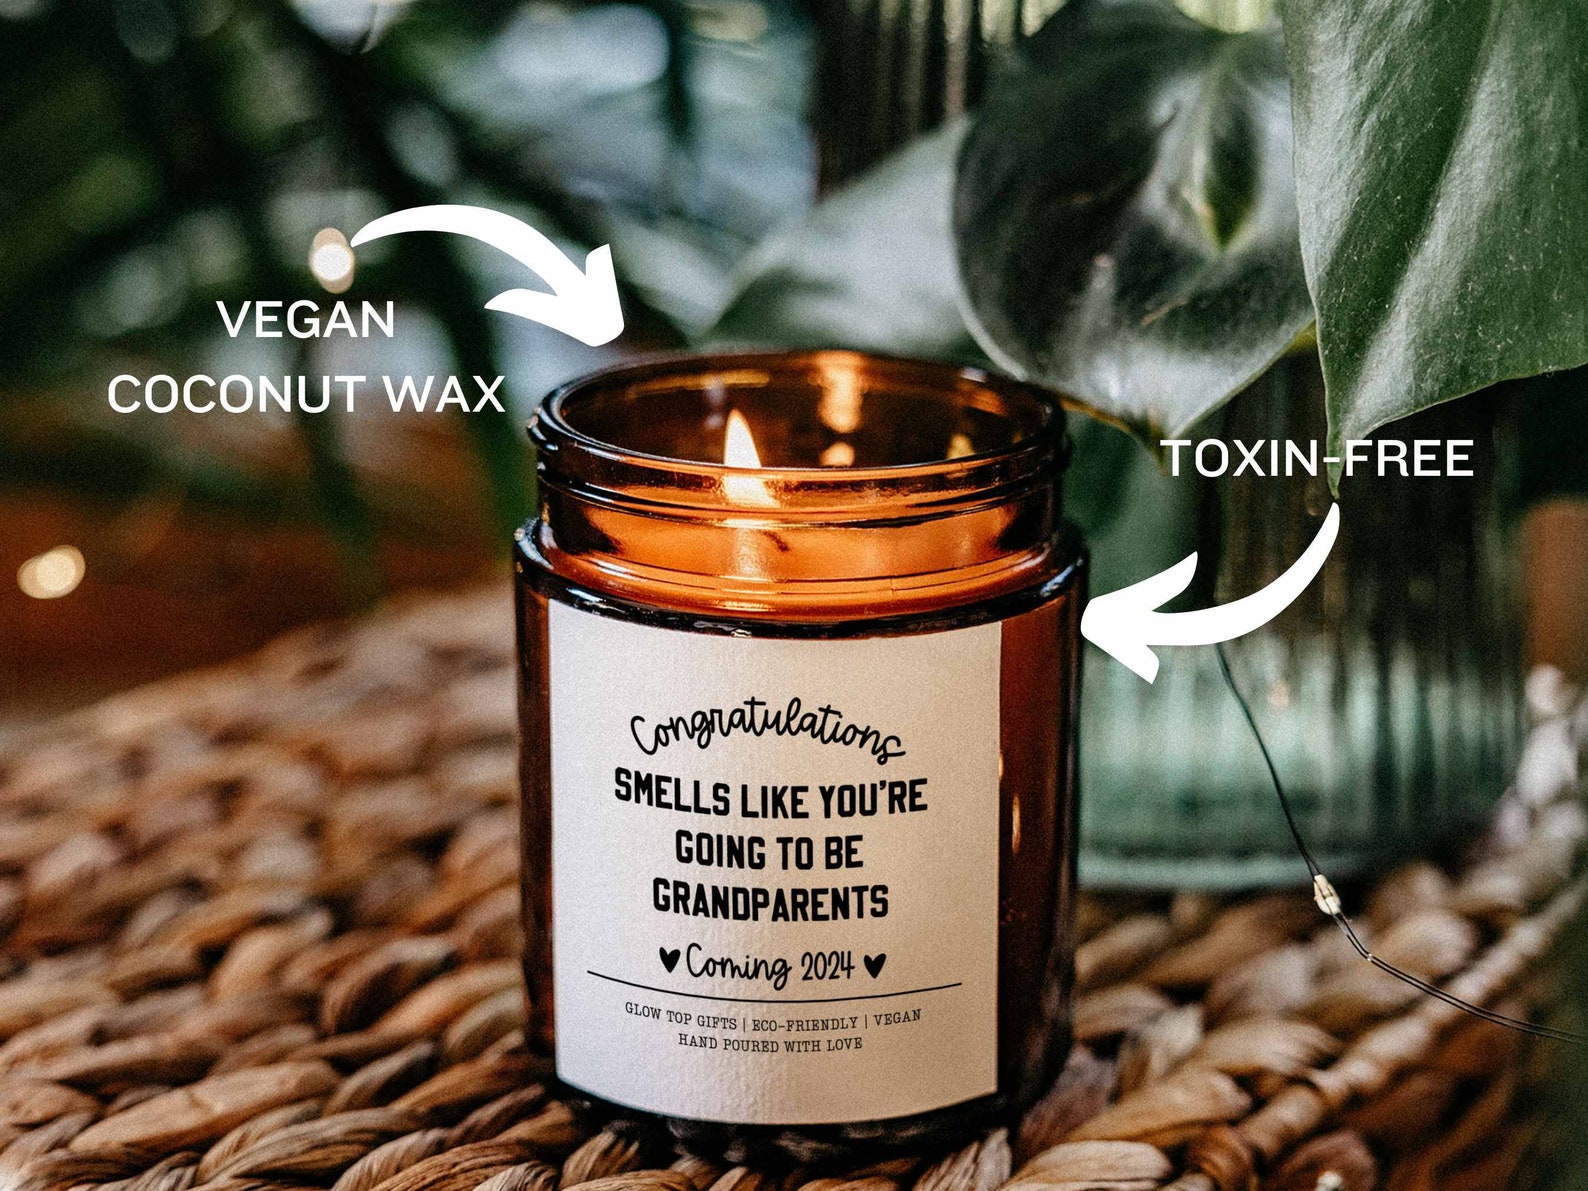 VEGAN
COCONUT WAX
TOXIN-FREE
Congratulations
SMELLS LIKE YOU'RE
GOING TO BE
GRANDPARENTS
♥ Coming 2024 ♥
GLOW TOP GIFTS | ECO-FRIENDLY | VEGAN
HAND POURED WITH LOVE